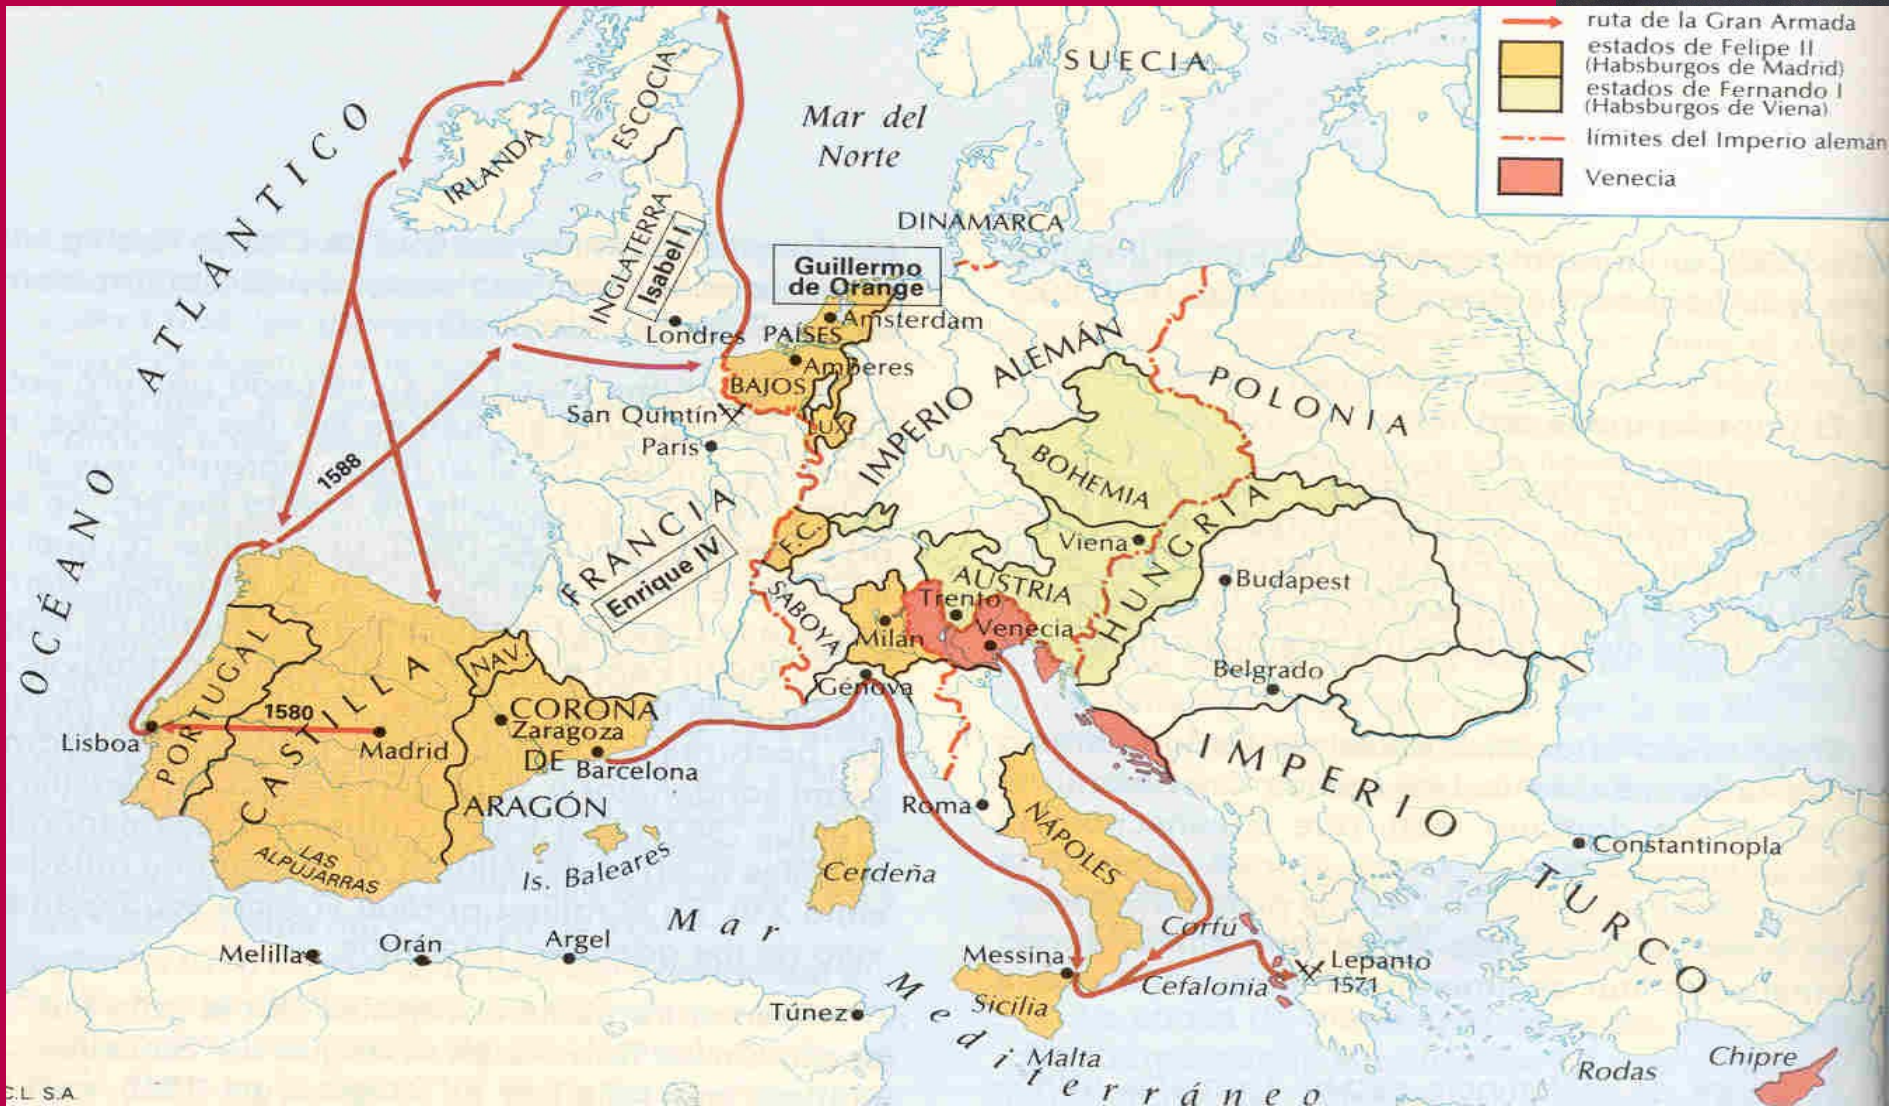 ruta de la Gran Armada
estados de Felipe II
(Habsburgos de Madrid)
estados de Fernando I
(Habsburgos de Viena)
límites del Imperio alemán
Venecia
SUECIA
ESCOCIA
Mar del
Norte
IRLANDA
OCÉANO ATLÁNTICO
DINAMARCA
INGLATERRA
Isabel I
Guillermo
de Orange
Londres
PAÍSES
Amsterdam
Amberes
BAJOS
San Quintín
LUX.
París
IMPERIO ALEMÁN
POLONIA
BOHEMIA
1588
FRANCIA
Enrique IV
F.C.
Viena
HUNGRIA
Budapest
AUSTRIA
SABOYA
Trento
Milán
Venecia
Génova
Belgrado
PORTUGAL
NAV.
CASTILLA
1580
Lisboa
Madrid
CORONA
Zaragoza
DE
Barcelona
ARAGÓN
LAS
ALPUJARRAS
Is. Baleares
Cerdeña
Roma
NÁPOLES
IMPERIO
TURCO
Constantinopla
Mar
Mediterráneo
Melilla
Orán
Argel
Túnez
Messina
Sicilia
Malta
Corfú
Cefalonia
Lepanto
1571
Rodas
Chipre
C.L. S.A.